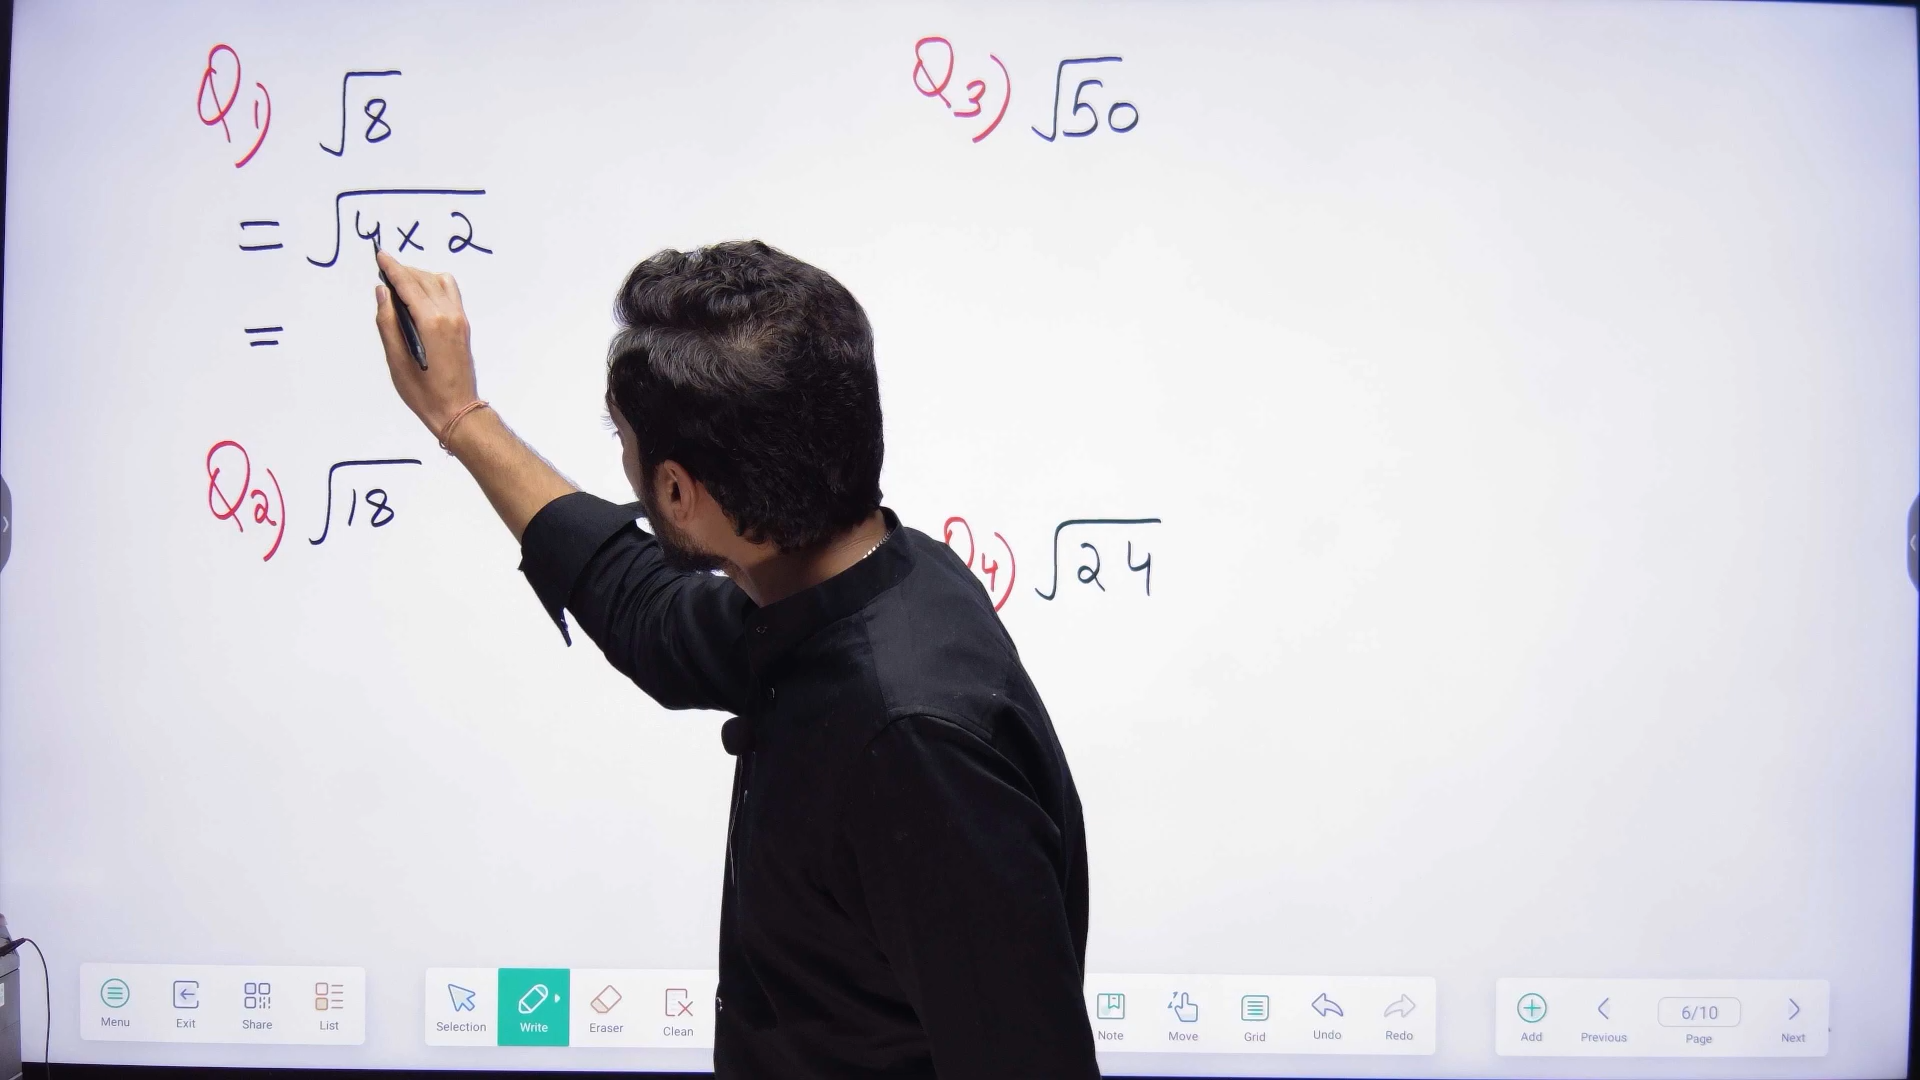 Q1) √8
= √4 x 2
=
Q2) √18
Q3) √50
4) √24
Menu
Exit
Share
List
Selection
Write
Eraser
Clean
Note
Move
Grid
Undo
Redo
Add
Previous
6/10
Page
Next